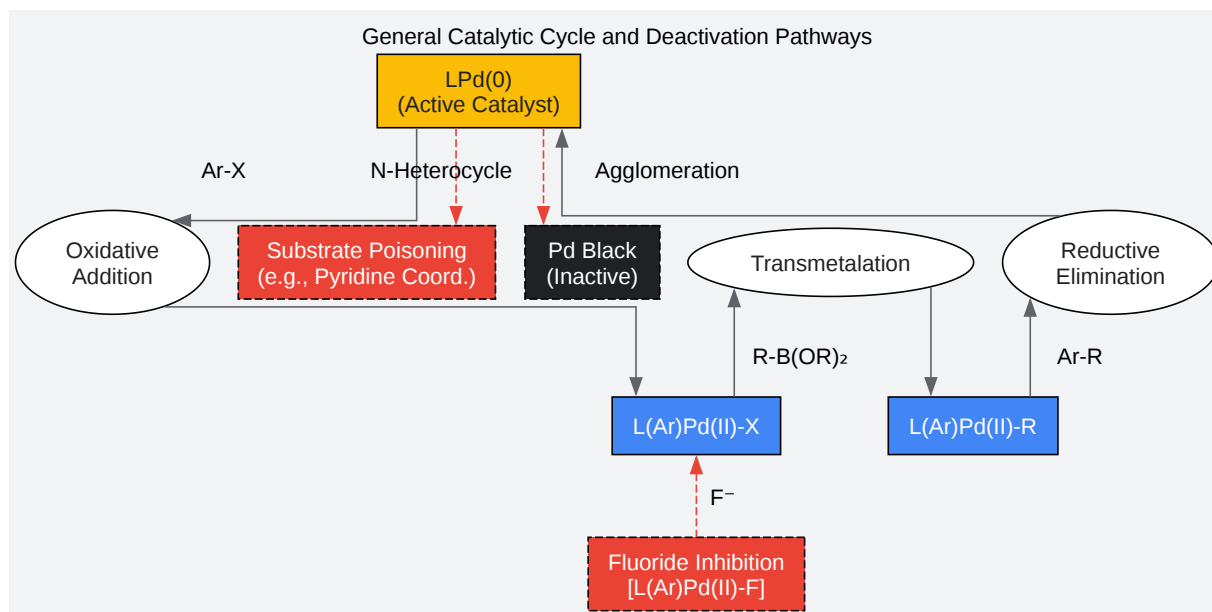 General Catalytic Cycle and Deactivation Pathways
LPd(0)
(Active Catalyst)
Ar-X
N-Heterocycle
Agglomeration
Oxidative
Addition
Substrate Poisoning
(e.g., Pyridine Coord.)
Pd Black
(Inactive)
Transmetalation
Reductive
Elimination
R-B(OR)₂
Ar-R
L(Ar)Pd(II)-X
L(Ar)Pd(II)-R
F⁻
Fluoride Inhibition
[L(Ar)Pd(II)-F]